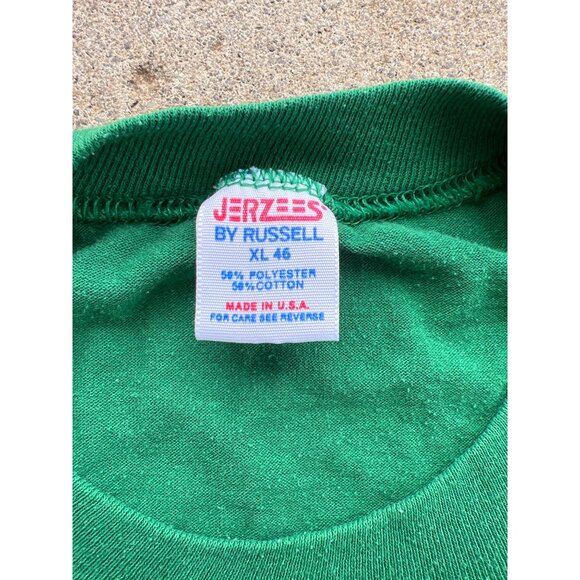 JERZEES
BY RUSSELL
XL 46
50% POLYESTER
50% COTTON
MADE IN U.S.A.
FOR CARE SEE REVERSE